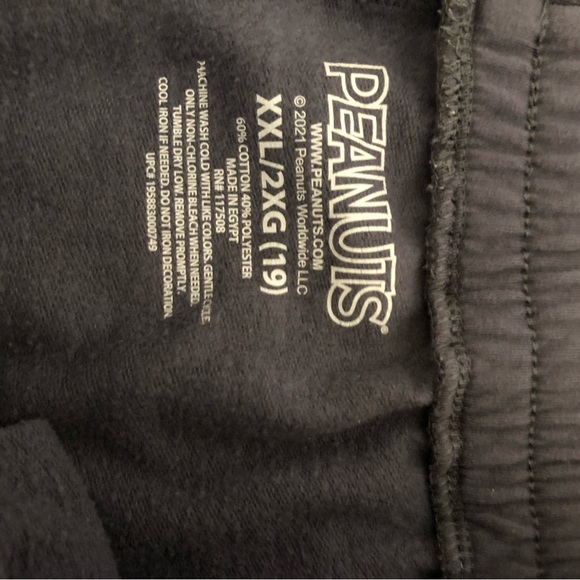 PEANUTS®
WWW.PEANUTS.COM
© 2021 Peanuts Worldwide LLC
XXL/2XG (19)
60% COTTON 40% POLYESTER
MADE IN EGYPT
RN# 117508
MACHINE WASH COLD WITH LIKE COLORS. GENTLE CYCLE.
ONLY NON-CHLORINE BLEACH WHEN NEEDED.
TUMBLE DRY LOW. REMOVE PROMPTLY.
COOL IRON IF NEEDED. DO NOT IRON DECORATION.
UPC# 195883000749